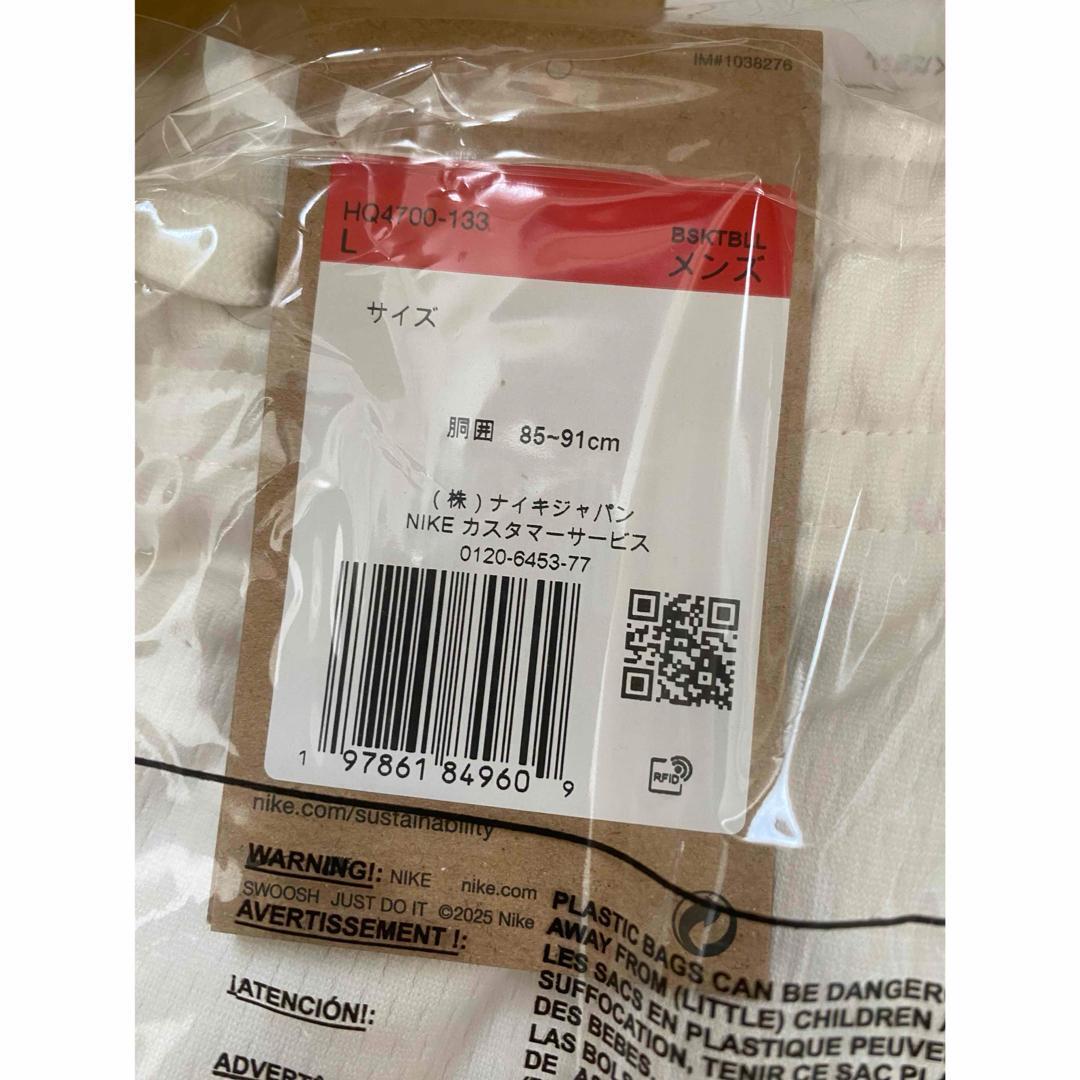 IM#1038276
HQ4700-133
L
BSKTBLL
メンズ
サイズ
胴囲 85~91cm
(株)ナイキジャパン
NIKE カスタマーサービス
0120-6453-77
1 97861 84960 9
RFID
nike.com/sustainability
WARNING!: NIKE nike.com
SWOOSH JUST DO IT ©2025 Nike
AVERTISSEMENT !:
¡ATENCIÓN!:
PLASTIC BAGS CAN BE DANGER
AWAY FROM (LITTLE) CHILDREN
LES SACS EN PLASTIQUE PEUVE
SUFFOCATION, TENIR CE SAC PL
DES BEBES.
LAS BOLS
DE